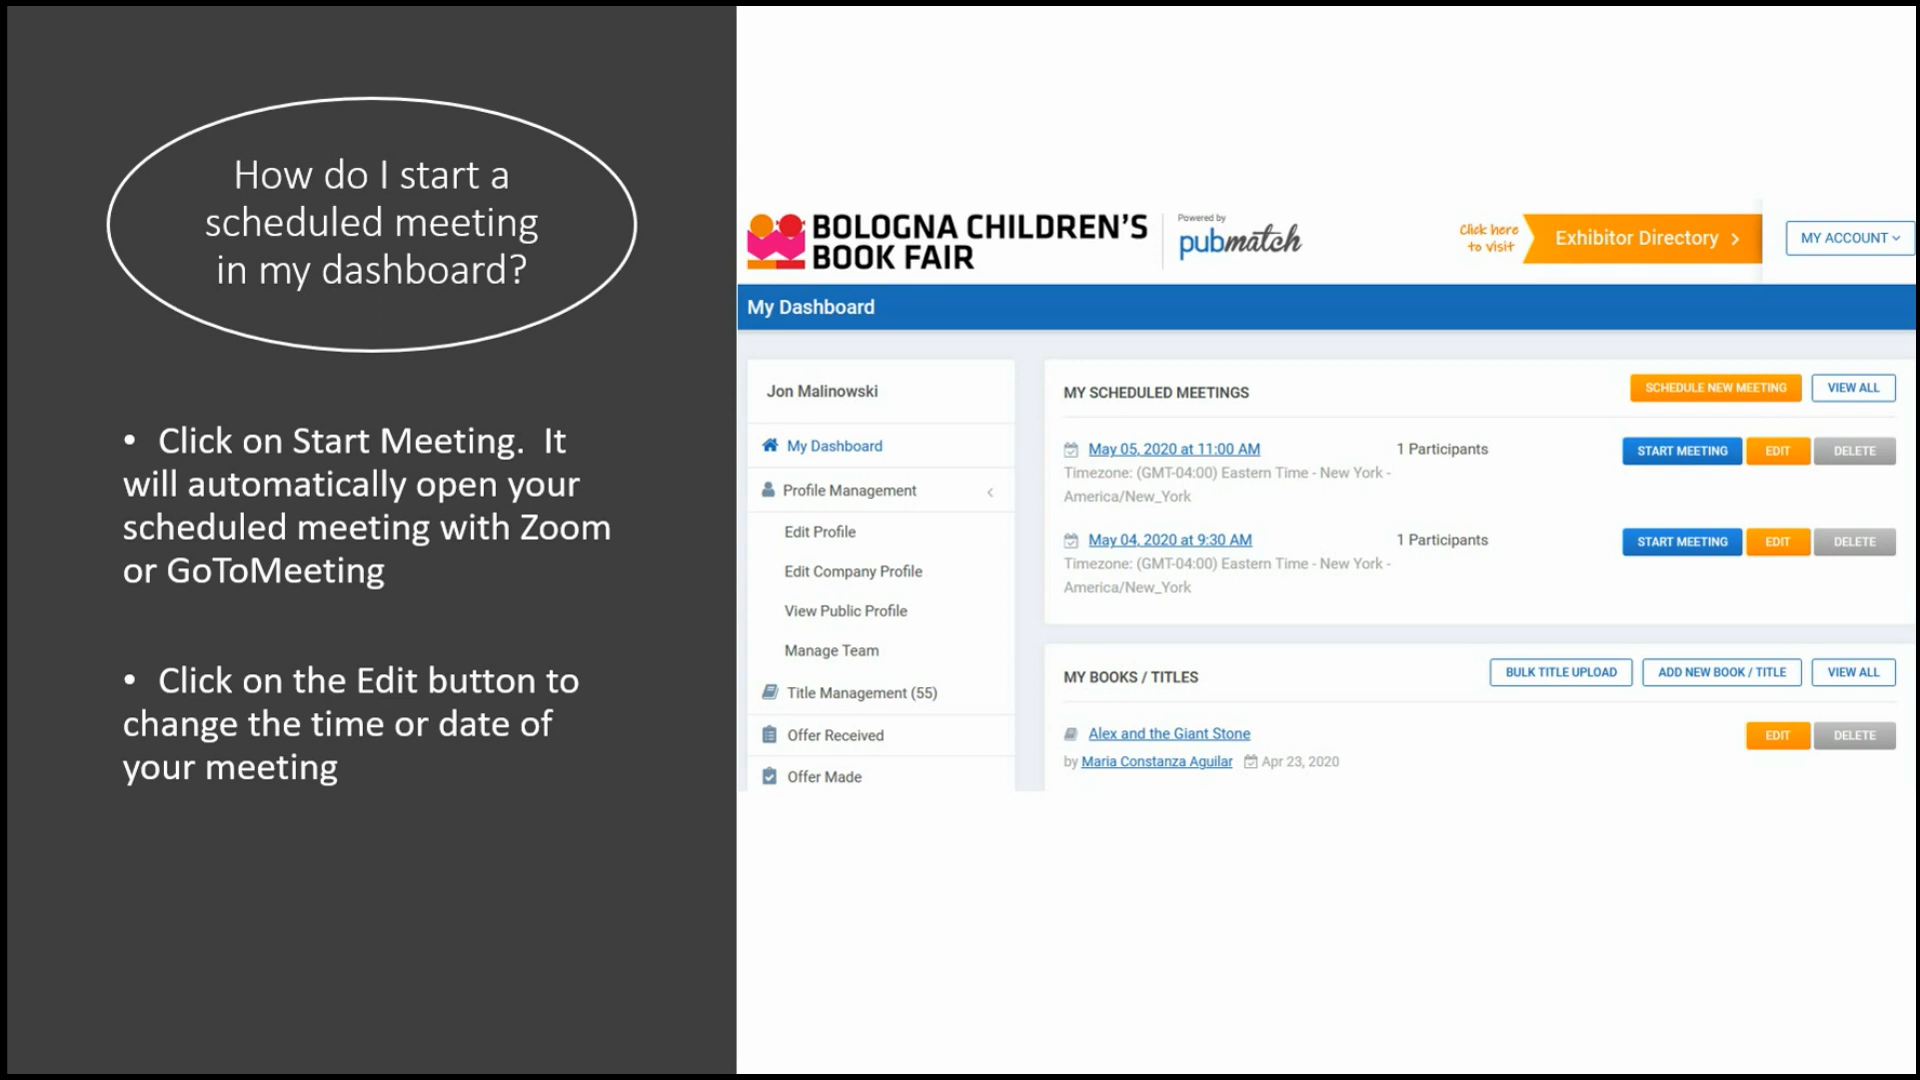 How do I start a
scheduled meeting
in my dashboard?
• Click on Start Meeting.  It
will automatically open your
scheduled meeting with Zoom
or GoToMeeting
• Click on the Edit button to
change the time or date of
your meeting
BOLOGNA CHILDREN'S
BOOK FAIR
Powered by
pubmatch
Click here
to visit
Exhibitor Directory >
MY ACCOUNT
My Dashboard
Jon Malinowski
My Dashboard
Profile Management
Edit Profile
Edit Company Profile
View Public Profile
Manage Team
Title Management (55)
Offer Received
Offer Made
MY SCHEDULED MEETINGS
SCHEDULE NEW MEETING
VIEW ALL
May 05, 2020 at 11:00 AM
1 Participants
START MEETING
EDIT
DELETE
Timezone: (GMT-04:00) Eastern Time - New York -
America/New_York
May 04, 2020 at 9:30 AM
1 Participants
START MEETING
EDIT
DELETE
Timezone: (GMT-04:00) Eastern Time - New York -
America/New_York
MY BOOKS / TITLES
BULK TITLE UPLOAD
ADD NEW BOOK / TITLE
VIEW ALL
Alex and the Giant Stone
EDIT
DELETE
by Maria Constanza Aguilar Apr 23, 2020